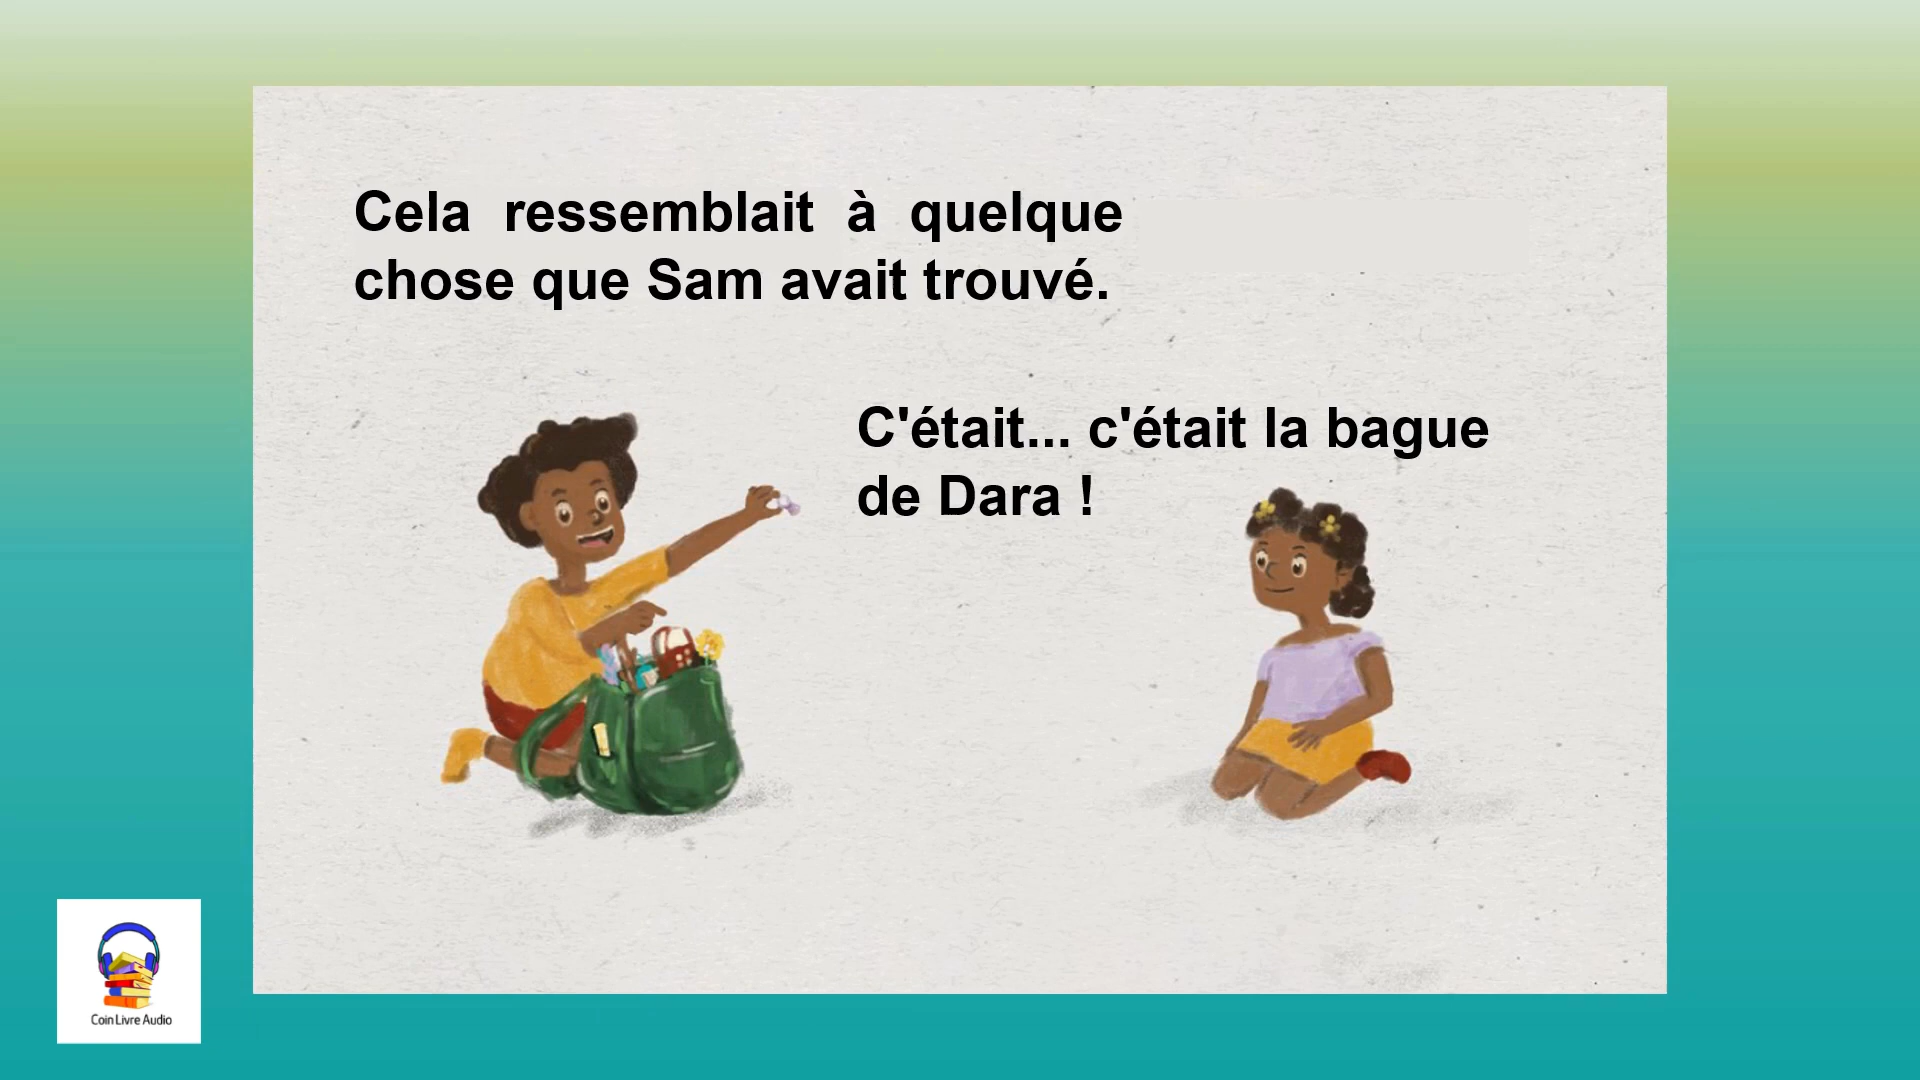 Cela ressemblait à quelque
chose que Sam avait trouvé.
C'était... c'était la bague
de Dara !
Coin Livre Audio